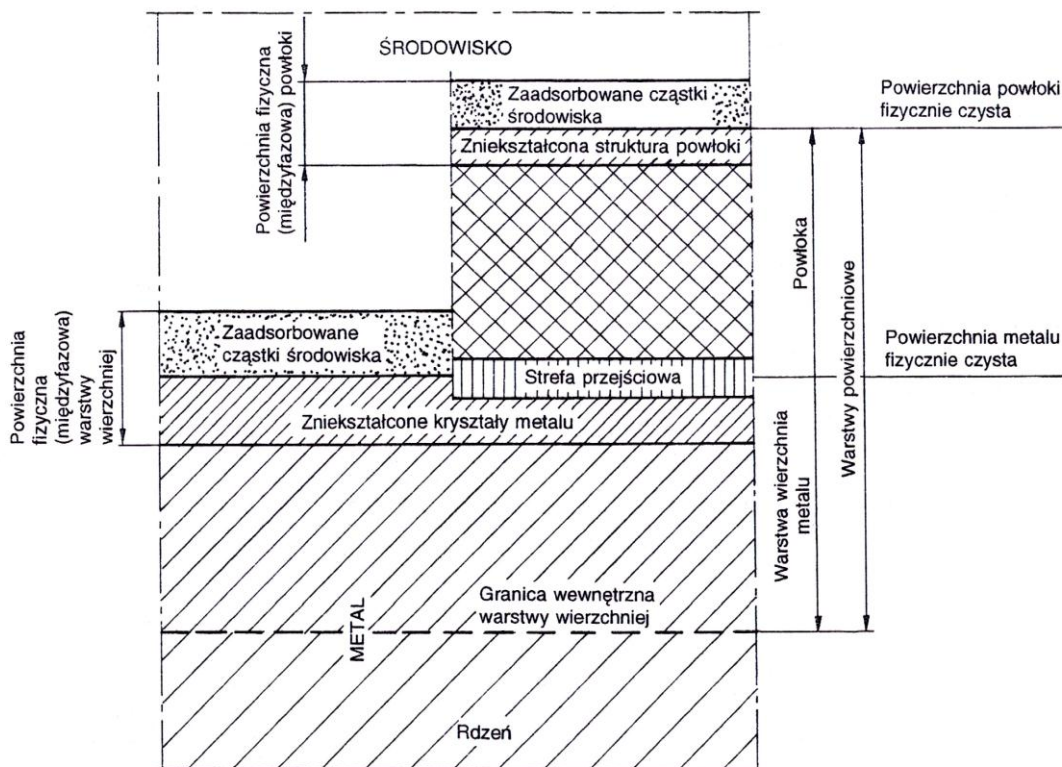 ŚRODOWISKO
Powierzchnia fizyczna
(międzyfazowa) powłoki
Zaadsorbowane cząstki
środowiska
Powierzchnia powłoki
fizycznie czysta
Zniekształcona struktura powłoki
Powłoka
Warstwy powierzchniowe
Powierzchnia
fizyczna
(międzyfazowa)
warstwy
wierzchniej
Zaadsorbowane
cząstki środowiska
Powierzchnia metalu
fizycznie czysta
Strefa przejściowa
Zniekształcone kryształy metalu
Warstwa wierzchnia
metalu
Granica wewnętrzna
warstwy wierzchniej
METAL
Rdzeń